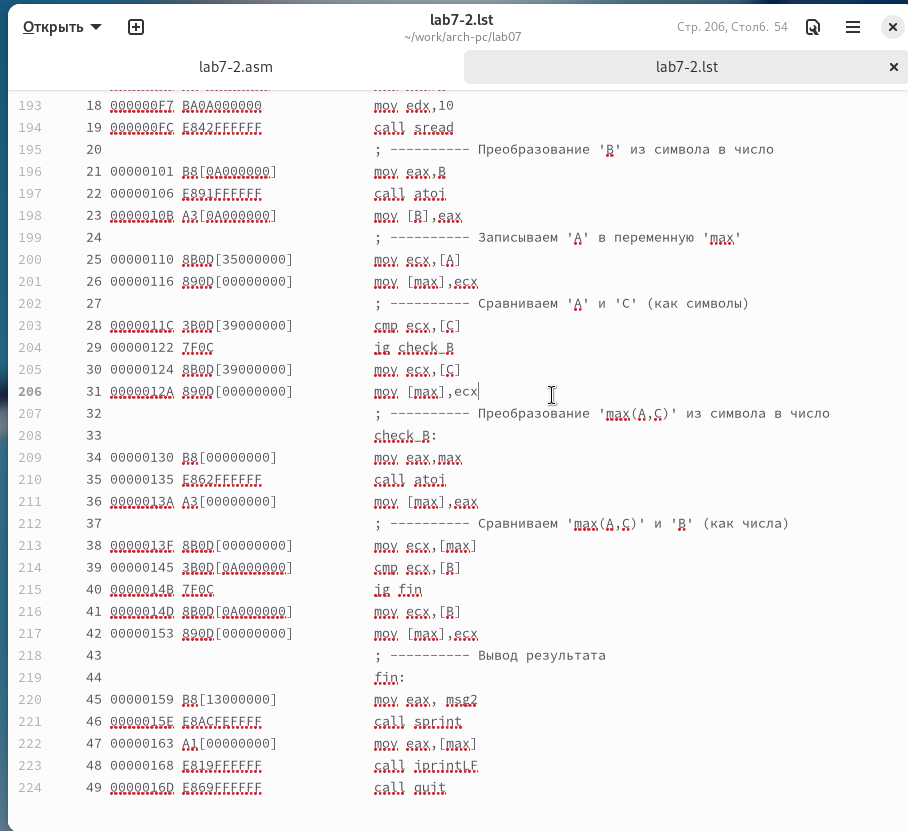 Открыть
lab7-2.lst
~/work/arch-pc/lab07
Стр. 206, Столб. 54
lab7-2.asm
lab7-2.lst
193 18 000000F7 BA0A000000 mov edx,10
194 19 000000FC E842FFFFFF call sread
195 20 ; ---------- Преобразование 'B' из символа в число
196 21 00000101 B8[0A000000] mov eax,B
197 22 00000106 E891FFFFFF call atoi
198 23 0000010B A3[0A000000] mov [B],eax
199 24 ; ---------- Записываем 'A' в переменную 'max'
200 25 00000110 8B0D[35000000] mov ecx,[A]
201 26 00000116 890D[00000000] mov [max],ecx
202 27 ; ---------- Сравниваем 'A' и 'C' (как символы)
203 28 0000011C 3B0D[39000000] cmp ecx,[C]
204 29 00000122 7F0C jg check_B
205 30 00000124 8B0D[39000000] mov ecx,[C]
206 31 0000012A 890D[00000000] mov [max],ecx
207 32 ; ---------- Преобразование 'max(A,C)' из символа в число
208 33 check_B:
209 34 00000130 B8[00000000] mov eax,max
210 35 00000135 E862FFFFFF call atoi
211 36 0000013A A3[00000000] mov [max],eax
212 37 ; ---------- Сравниваем 'max(A,C)' и 'B' (как числа)
213 38 0000013F 8B0D[00000000] mov ecx,[max]
214 39 00000145 3B0D[0A000000] cmp ecx,[B]
215 40 0000014B 7F0C jg fin
216 41 0000014D 8B0D[0A000000] mov ecx,[B]
217 42 00000153 890D[00000000] mov [max],ecx
218 43 ; ---------- Вывод результата
219 44 fin:
220 45 00000159 B8[13000000] mov eax, msg2
221 46 0000015E E8ACFEFFFF call sprint
222 47 00000163 A1[00000000] mov eax,[max]
223 48 00000168 E819FFFFFF call iprintLF
224 49 0000016D E869FFFFFF call quit